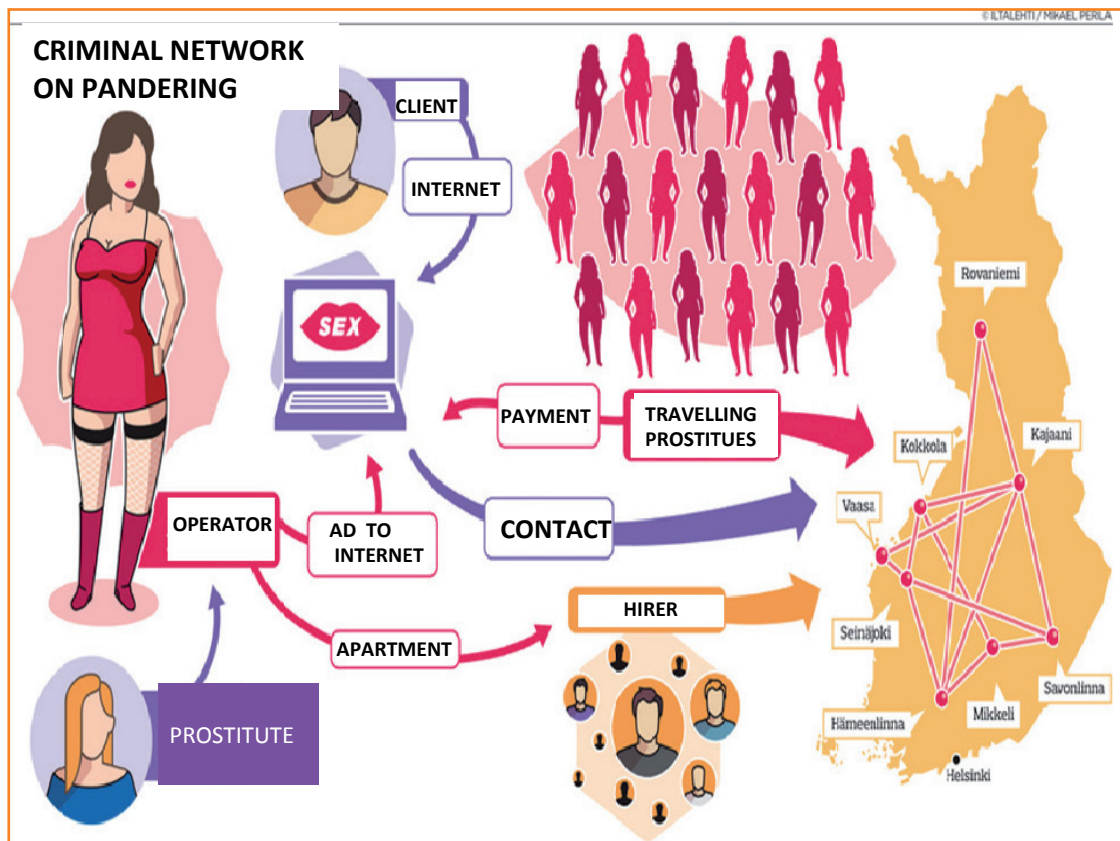 © ILTALEHTI / MIKAEL PERILÄ
CRIMINAL NETWORK
ON PANDERING
CLIENT
INTERNET
SEX
Rovaniemi
PAYMENT
TRAVELLING
PROSTITUES
Kokkola
Kajaani
Vaasa
OPERATOR
AD TO
INTERNET
CONTACT
HIRER
APARTMENT
Seinäjoki
Savonlinna
Hämeenlinna
Mikkeli
PROSTITUTE
Helsinki